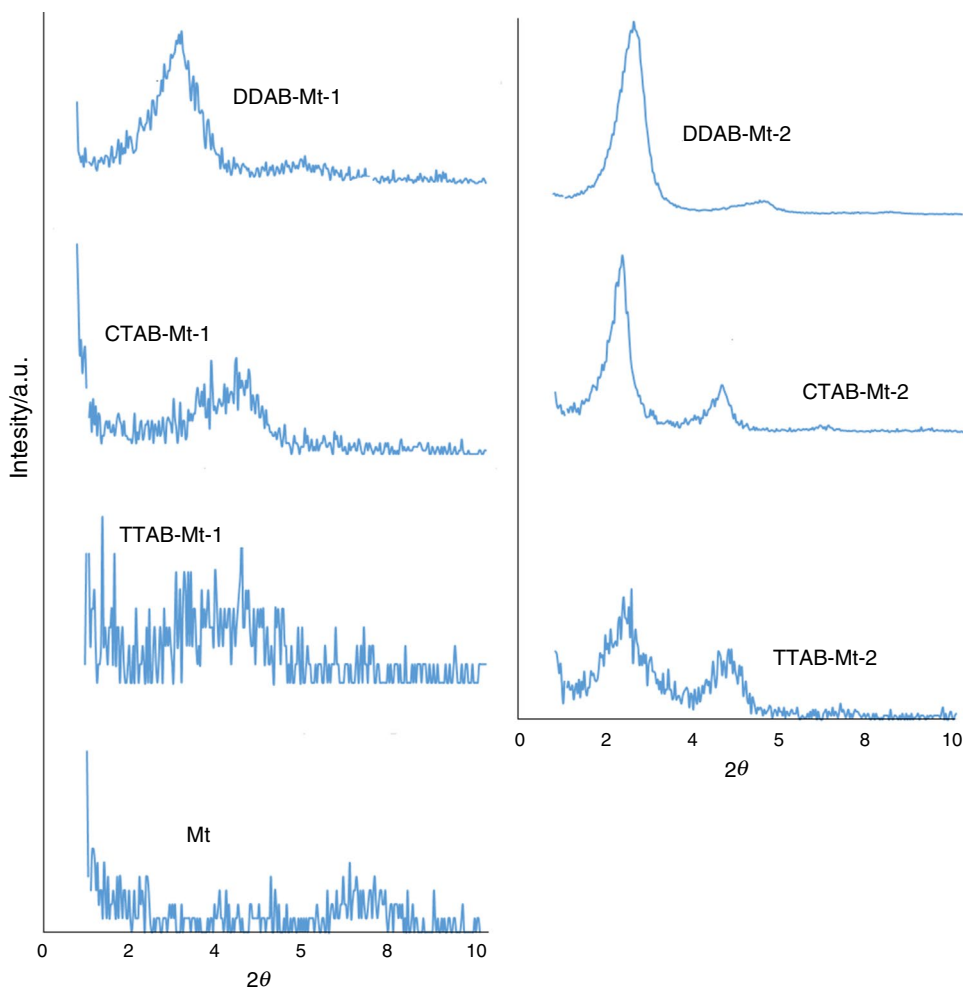 DDAB-Mt-1
DDAB-Mt-2
CTAB-Mt-1
CTAB-Mt-2
Intesity/a.u.
TTAB-Mt-1
TTAB-Mt-2
0 2 4 5 8 10
2θ
Mt
0 2 4 5 8 10
2θ